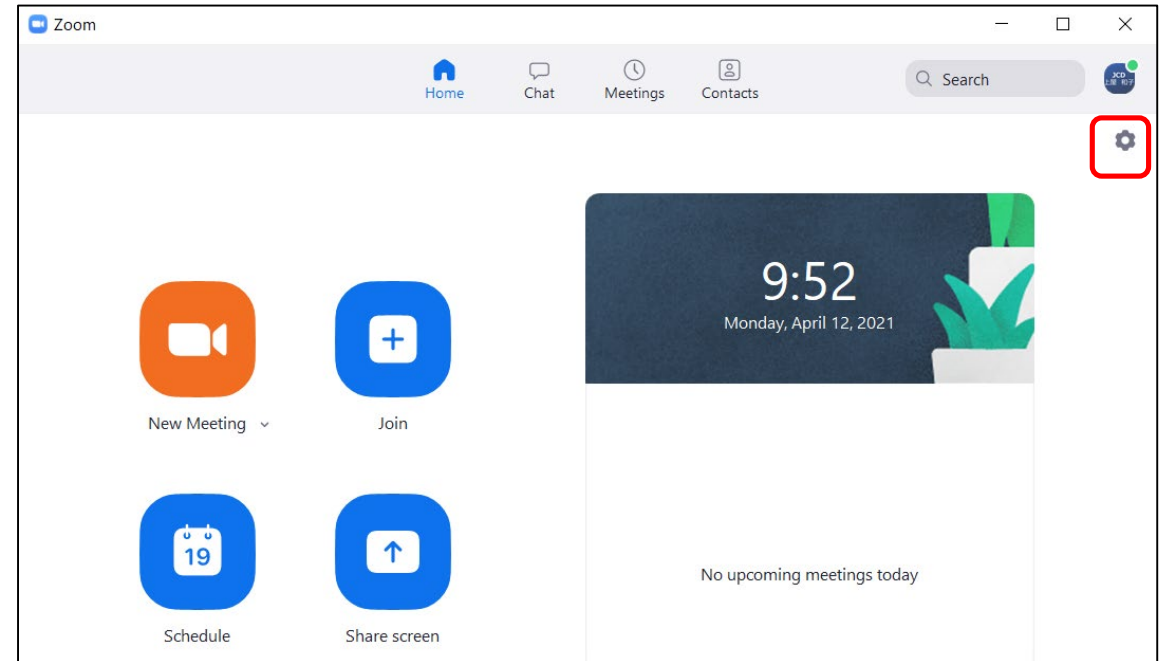 Zoom
Home
Chat
Meetings
Contacts
Search
JCD
9:52
Monday, April 12, 2021
New Meeting
Join
19
Schedule
Share screen
No upcoming meetings today